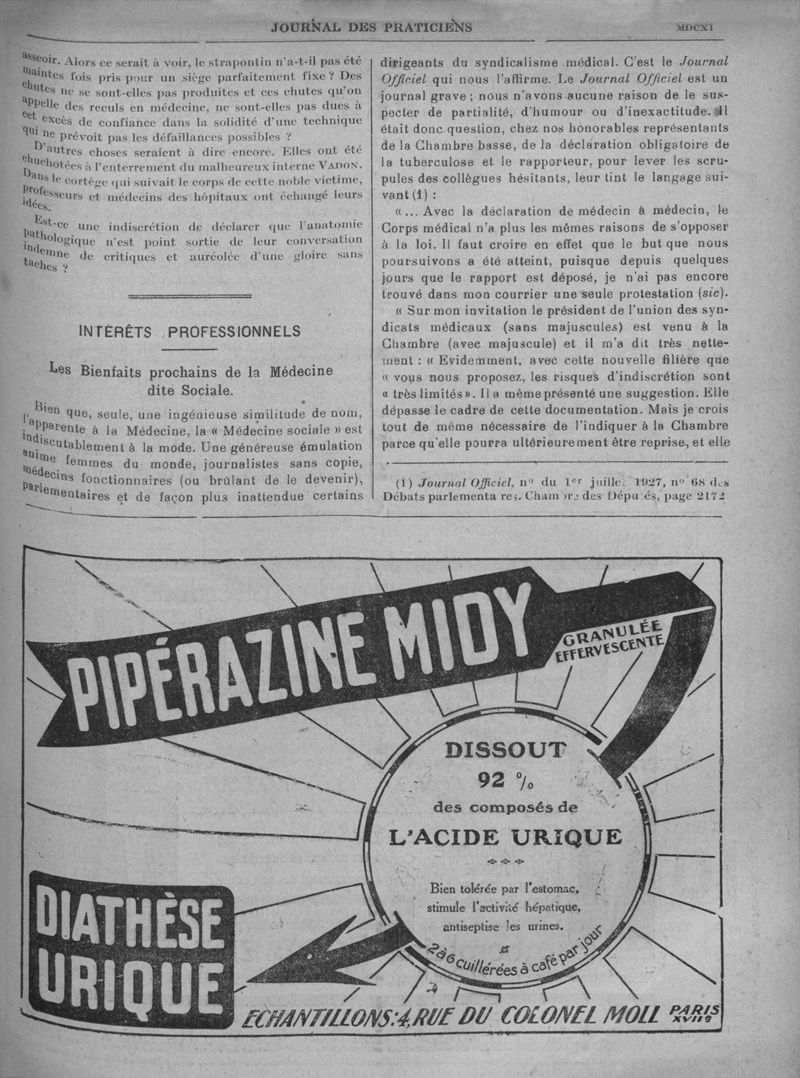 JOURNAL DES PRATICIENS
MDCXI
asseoir. Alors ce serait à voir, le strapontin n'a-t-il pas été
maintes fois pris pour un siège parfaitement fixe ? Des
chutes ne se sont-elles pas produites et ces chutes qu'on
appelle des reculs en médecine, ne sont-elles pas dues à
cet excès de confiance dans la solidité d'une technique
qui ne prévoit pas les défaillances possibles ?
D'autres choses seraient à dire encore. Elles ont été
chuchotées à l'enterrement du malheureux interne VADON.
Dans le cortège qui suivait le corps de cette noble victime,
professeurs et médecins des hôpitaux ont échangé leurs
idées.
Est-ce une indiscrétion de déclarer que l'anatomie
pathologique n'est point sortie de leur conversation
indemne de critiques et auréolée d'une gloire sans
taches ?
INTÉRÊTS PROFESSIONNELS
Les Bienfaits prochains de la Médecine
dite Sociale.
Bien que, seule, une ingénieuse similitude de nom,
l'apparente à la Médecine, la « Médecine sociale » est
indiscutablement à la mode. Une généreuse émulation
anime femmes du monde, journalistes sans copie,
médecins fonctionnaires (ou brûlant de le devenir),
parlementaires et de façon plus inattendue certains
dirigeants du syndicalisme médical. C'est le Journal
Officiel qui nous l'affirme. Le Journal Officiel est un
journal grave ; nous n'avons aucune raison de le sus-
pecter de partialité, d'humour ou d'inexactitude. Il
était donc question, chez nos honorables représentants
de la Chambre basse, de la déclaration obligatoire de
la tuberculose et le rapporteur, pour lever les scru-
pules des collègues hésitants, leur tint le langage sui-
vant (1) :
« ... Avec la déclaration de médecin à médecin, le
Corps médical n'a plus les mêmes raisons de s'opposer
à la loi. Il faut croire en effet que le but que nous
poursuivons a été atteint, puisque depuis quelques
jours que le rapport est déposé, je n'ai pas encore
trouvé dans mon courrier une seule protestation (sic).
« Sur mon invitation le président de l'union des syn-
dicats médicaux (sans majuscules) est venu à la
Chambre (avec majuscule) et il m'a dit très nette-
ment : « Evidemment, avec cette nouvelle filière que
« vous nous proposez, les risques d'indiscrétion sont
« très limités ». Il a même présenté une suggestion. Elle
dépasse le cadre de cette documentation. Mais je crois
tout de même nécessaire de l'indiquer à la Chambre
parce qu'elle pourra ultérieurement être reprise, et elle
(1) Journal Officiel, n° du 1er juille. 1927, n° 68 des
Débats parlementa res. Cham re des Dépu és, page 2172
PIPÉRAZINE MIDY
GRANULÉE
EFFERVESCENTE
DISSOUT
92 %
des composés de
L'ACIDE URIQUE
Bien tolérée par l'estomac,
stimule l'activité hépatique,
antiseptise les urines.
2 à 6 cuillérées à café par jour
DIATHÈSE
URIQUE
ECHANTILLONS: 4, RUE DU COLONEL MOLL PARIS XVIIe